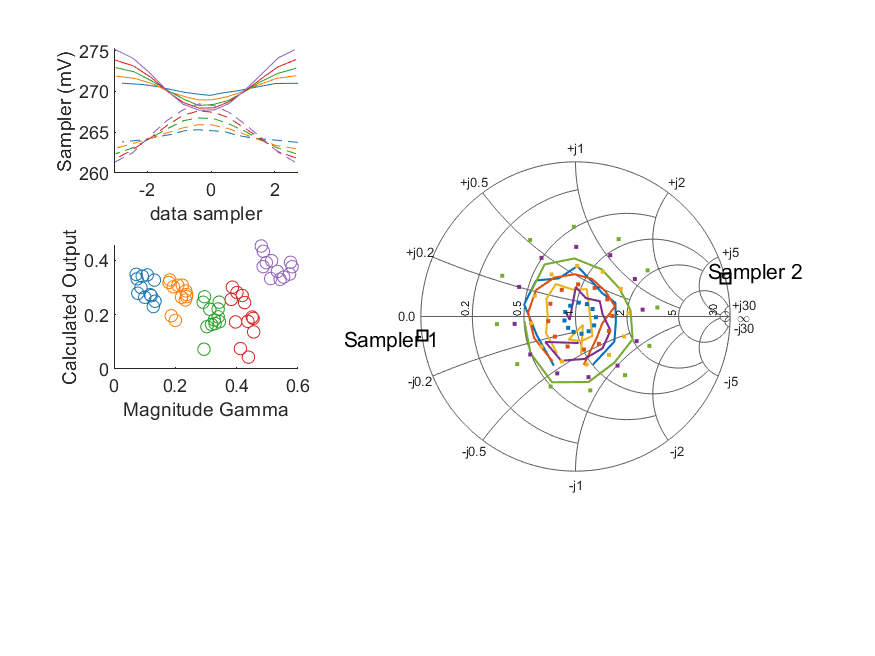 275
270
265
260
Sampler (mV)
-2 0 2
data sampler
0.4
0.2
0
Calculated Output
0 0.2 0.4 0.6
Magnitude Gamma
+j1
+j0.5 +j2
+j0.2 +j5
Sampler 2
0.0 0.2 0.5 1 2 5 30 +j30
∞
-j30
Sampler 1
-j0.2 -j5
-j0.5 -j2
-j1